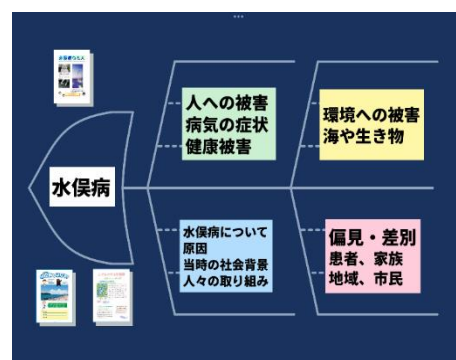 水俣病
人への被害
病気の症状
健康被害
環境への被害
海や生き物
水俣病について
原因
当時の社会背景
人々の取り組み
偏見・差別
患者、家族
地域、市民